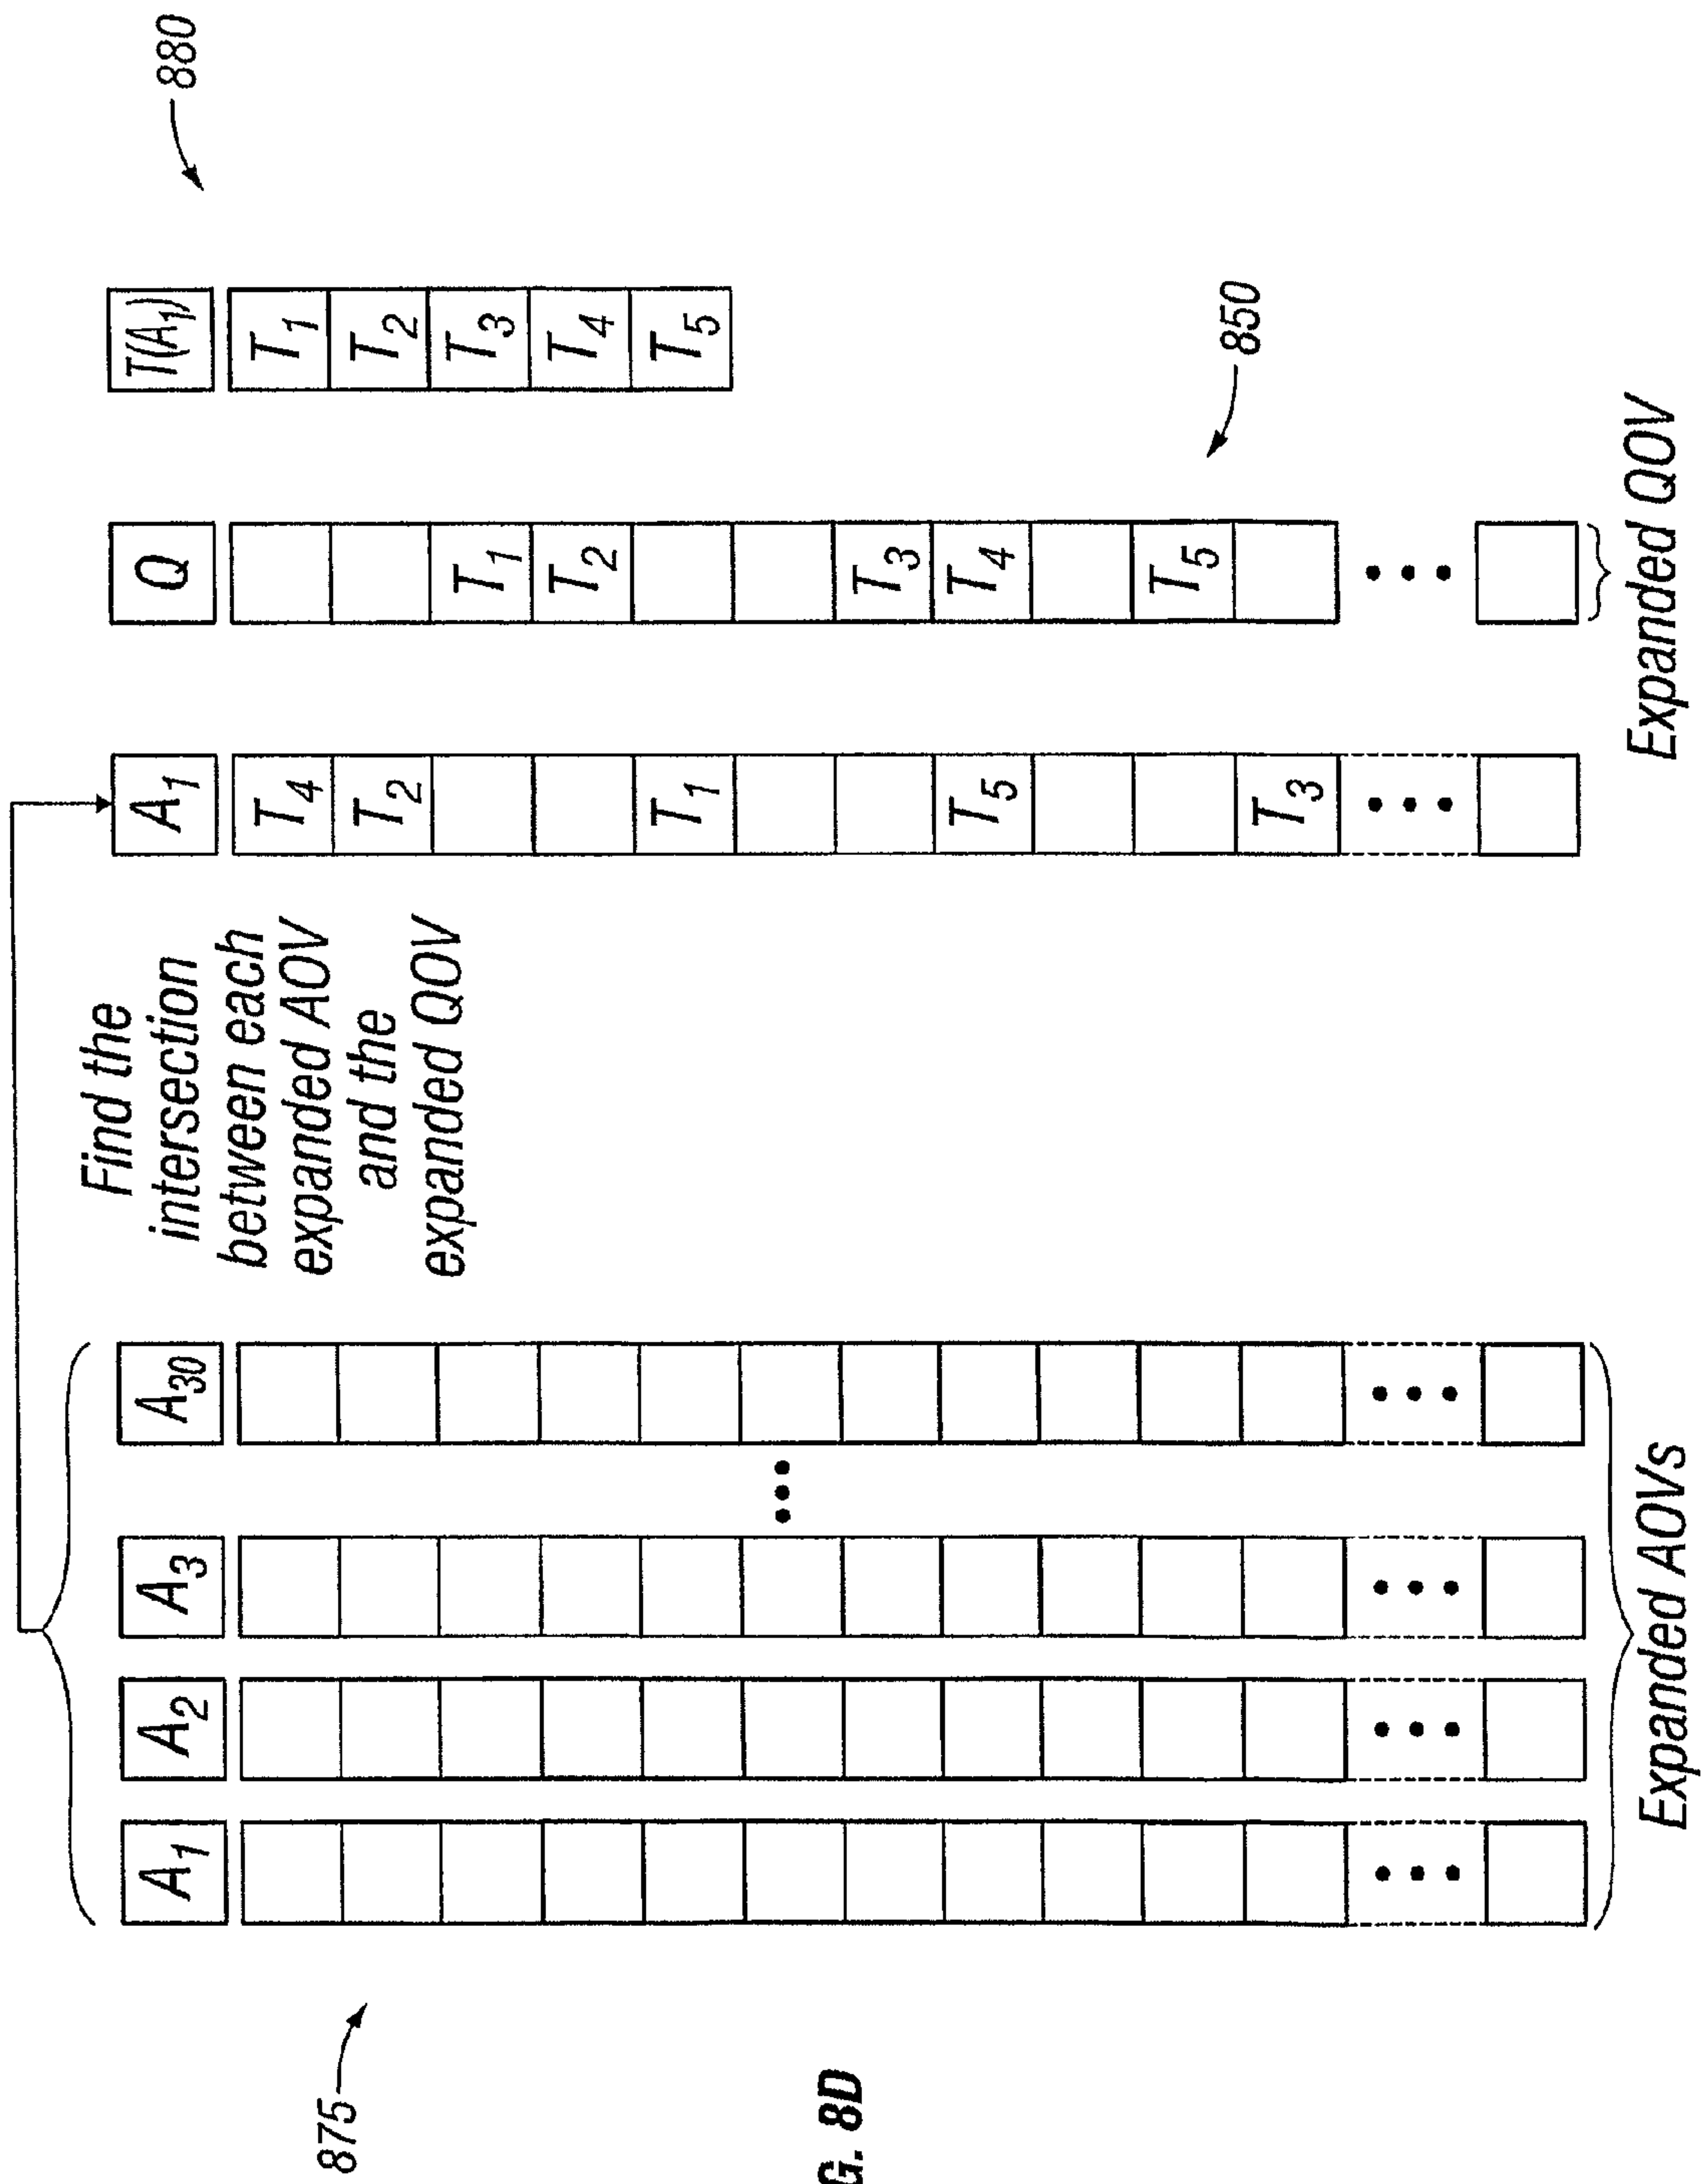 875
A1
A2
A3
A30
Expanded AOVs
Find the
intersection
between each
expanded AOV
and the
expanded QOV
A1
T4
T2
T1
T5
T3
Q
T1
T2
T3
T4
T5
850
Expanded QOV
880
T(A1)
T1
T2
T3
T4
T5
G. 8D